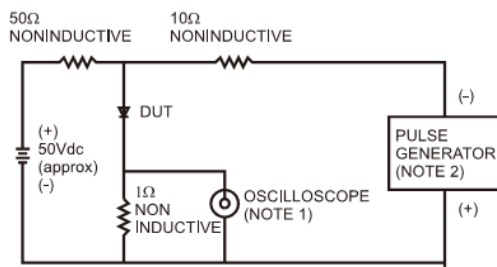 50Ω
NONINDUCTIVE
10Ω
NONINDUCTIVE
(+)
50Vdc
(approx)
(-)
DUT
1Ω
NON
INDUCTIVE
OSCILLOSCOPE
(NOTE 1)
(-)
PULSE
GENERATOR
(NOTE 2)
(+)